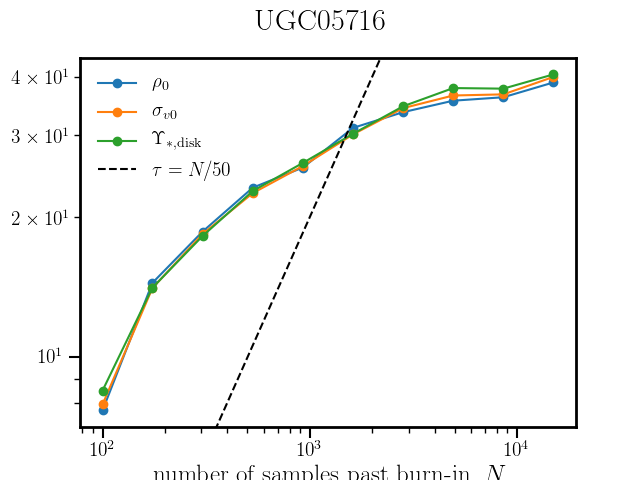 UGC05716
ρ₀
σᵥ₀
Υ∗,disk
τ = N/50
4 × 10¹
3 × 10¹
2 × 10¹
10¹
10² 10³ 10⁴
number of samples past burn-in, N